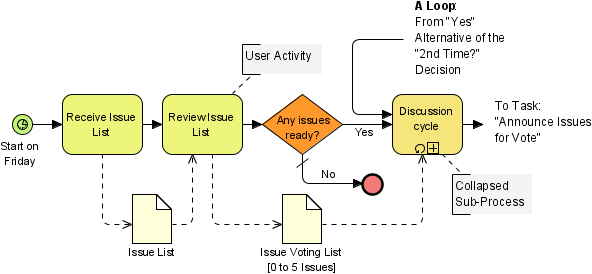 A Loop:
From "Yes"
Alternative of the
"2nd Time?"
Decision
User Activity
Start on
Friday
Receive Issue
List
Review Issue
List
Any issues
ready?
Yes
No
Discussion
cycle
To Task:
"Announce Issues
for Vote"
Collapsed
Sub-Process
Issue List
Issue Voting List
[0 to 5 Issues]